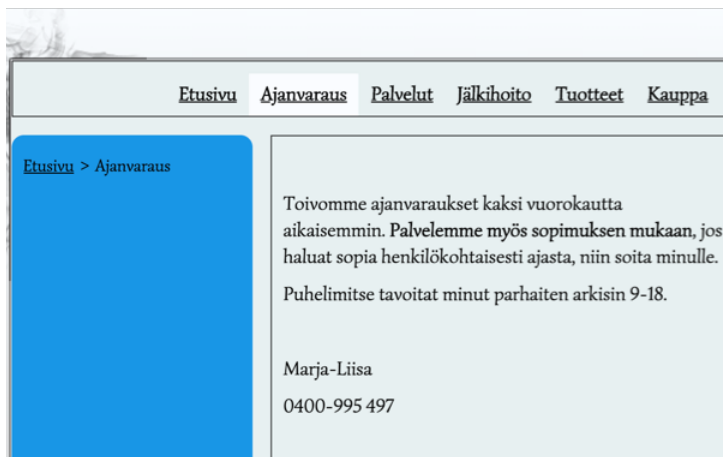 Etusivu Ajanvaraus Palvelut Jälkihoito Tuotteet Kauppa
Etusivu > Ajanvaraus
Toivomme ajanvaraukset kaksi vuorokautta
aikaisemmin. Palvelemme myös sopimuksen mukaan, jos
haluat sopia henkilökohtaisesti ajasta, niin soita minulle.
Puhelimitse tavoitat minut parhaiten arkisin 9-18.
Marja-Liisa
0400-995 497